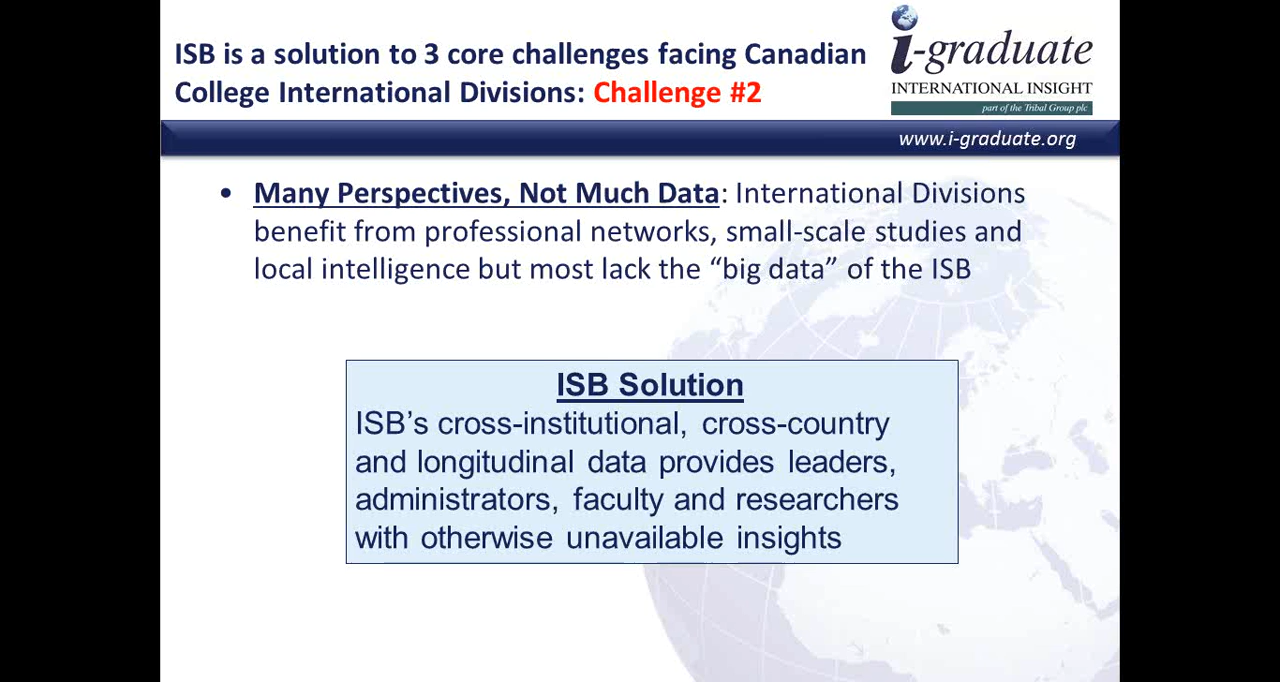 ISB is a solution to 3 core challenges facing Canadian
College International Divisions: Challenge #2
i-graduate
INTERNATIONAL INSIGHT
part of the Tribal Group plc
www.i-graduate.org
• Many Perspectives, Not Much Data: International Divisions
benefit from professional networks, small-scale studies and
local intelligence but most lack the “big data” of the ISB
ISB Solution
ISB’s cross-institutional, cross-country
and longitudinal data provides leaders,
administrators, faculty and researchers
with otherwise unavailable insights